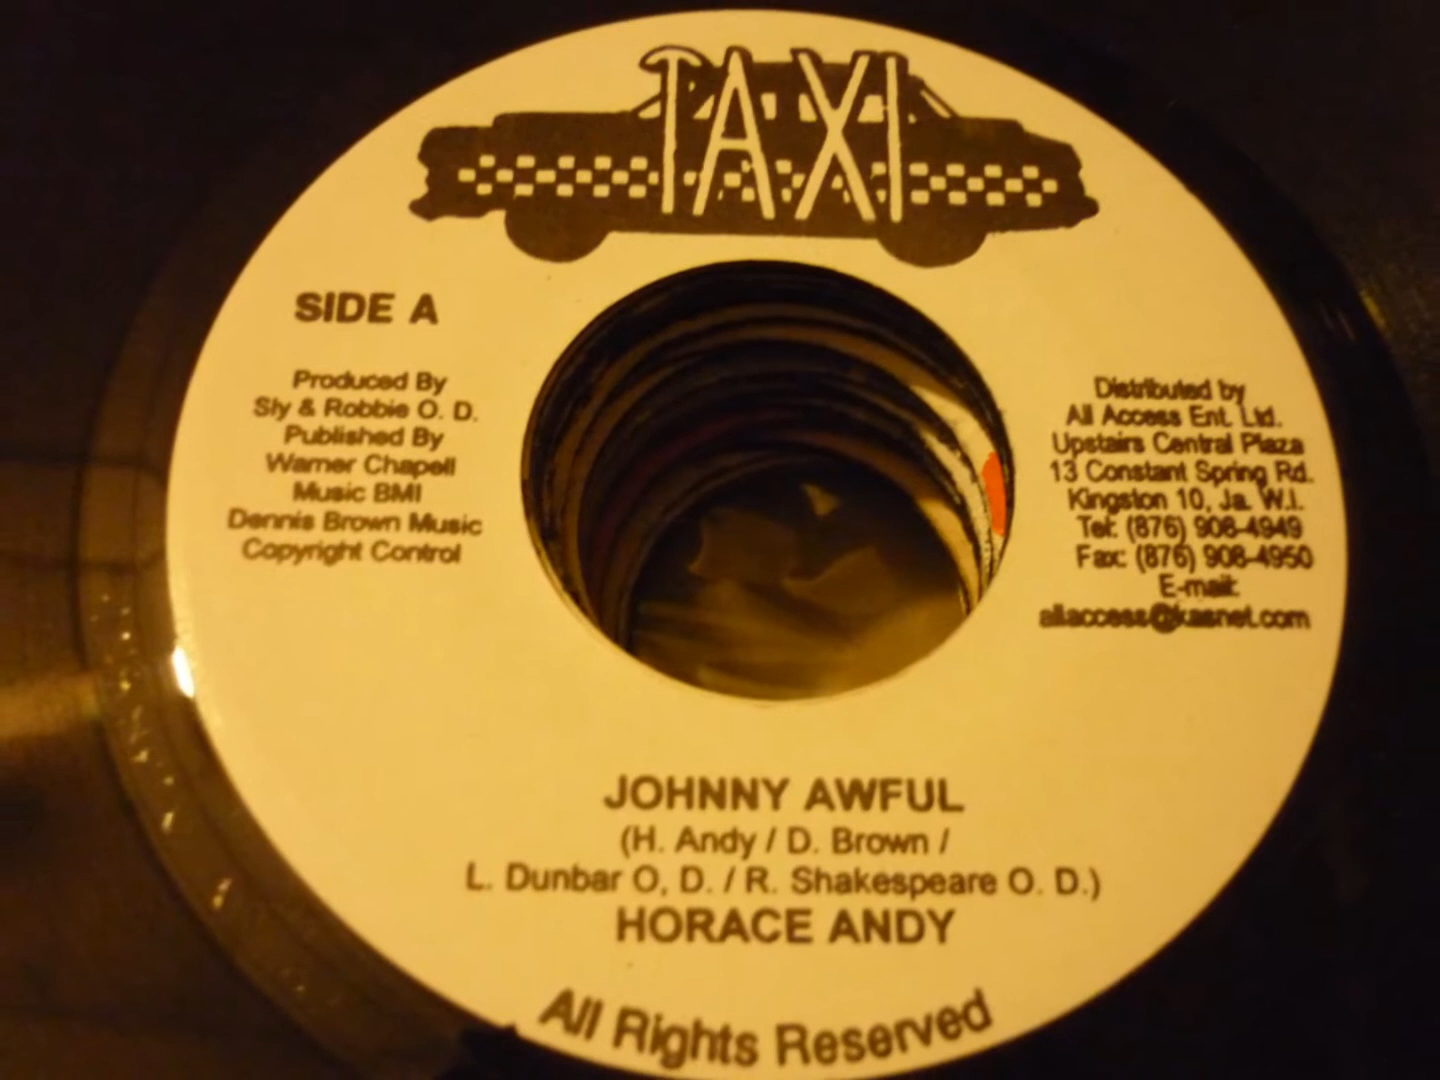 TAXI
SIDE A
Produced By
Sly & Robbie O. D.
Published By
Warner Chapell
Music BMI
Dennis Brown Music
Copyright Control
Distributed by
All Access Ent. Ltd.
Upstairs Central Plaza
13 Constant Spring Rd.
Kingston 10, Ja. W.I.
Tel: (876) 908-4949
Fax: (876) 908-4950
E-mail:
allaccess@kasnet.com
JOHNNY AWFUL
(H. Andy / D. Brown /
L. Dunbar O, D. / R. Shakespeare O. D.)
HORACE ANDY
All Rights Reserved